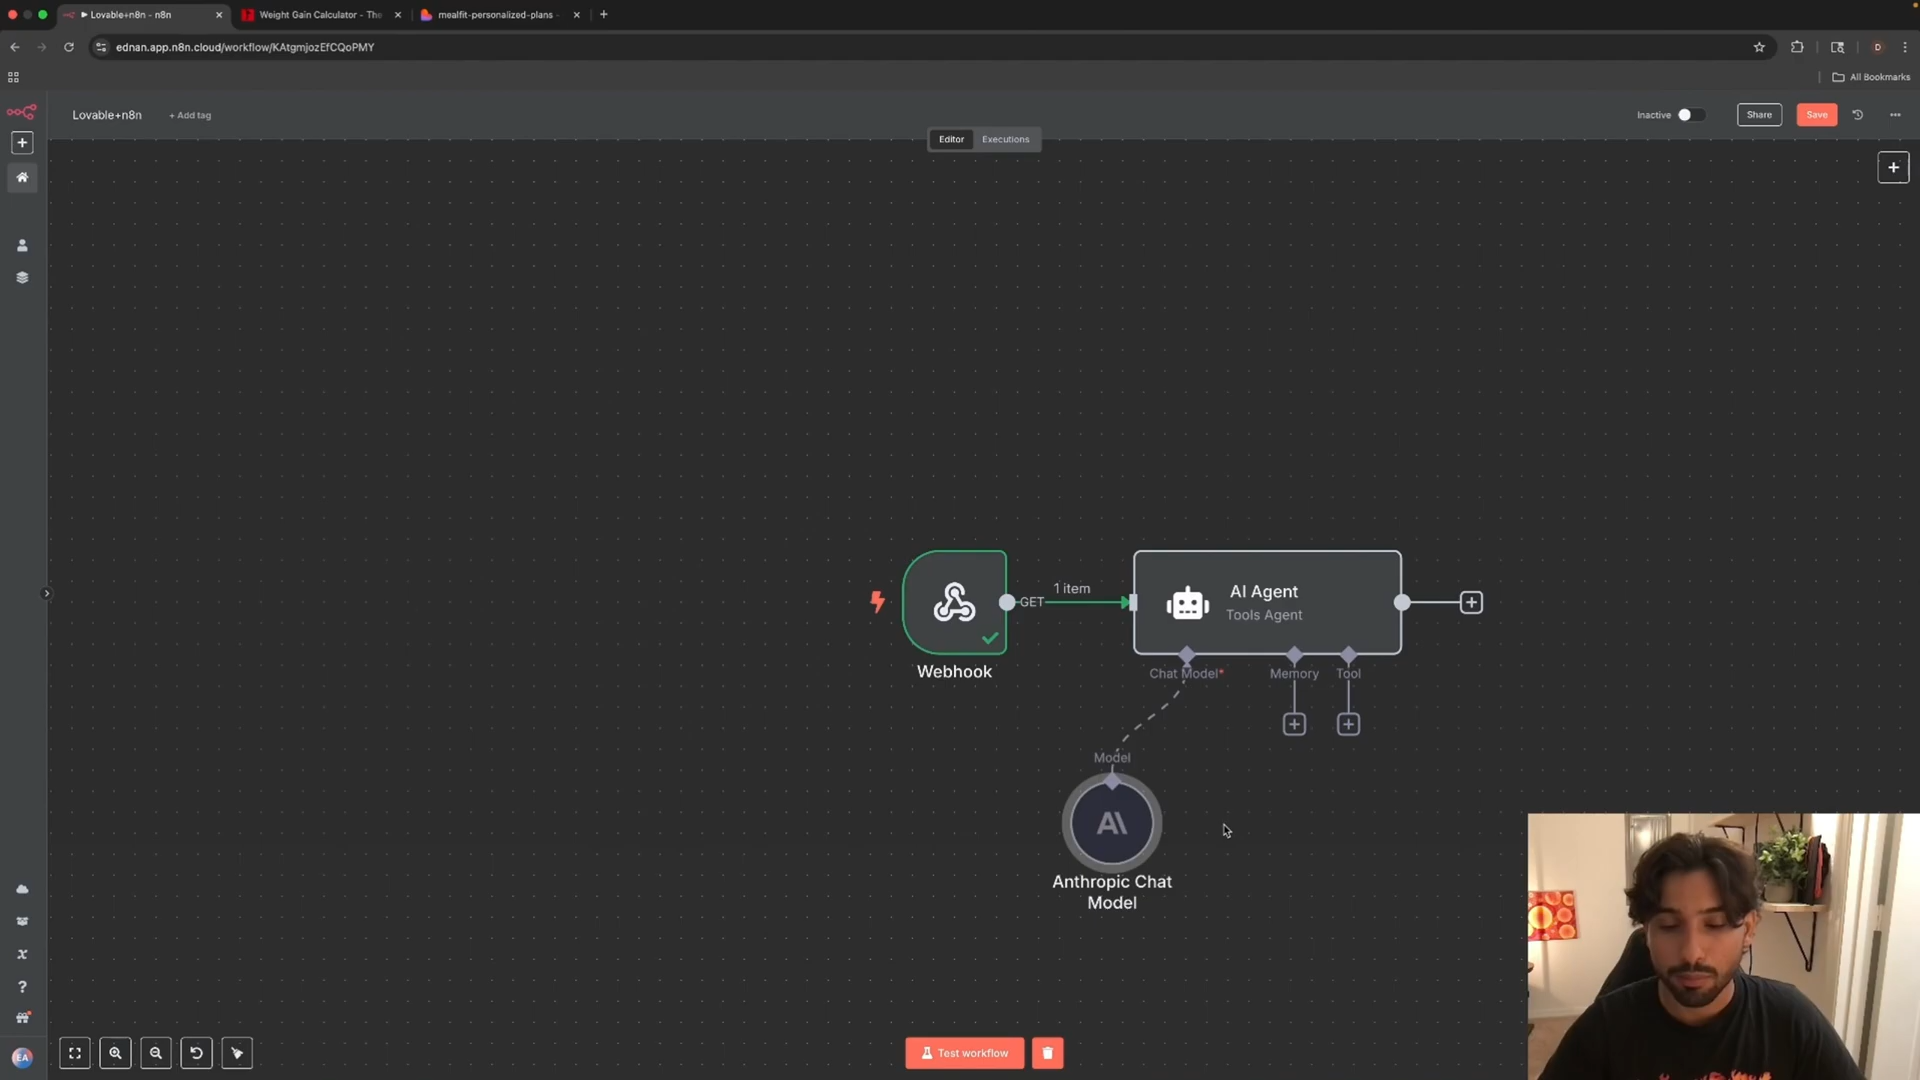 Lovable+n8n - n8n
Weight Gain Calculator - The
mealfit-personalized-plans -
ednan.app.n8n.cloud/workflow/KAtgmjozEfCQoPMY
D
All Bookmarks
Lovable+n8n
+ Add tag
Inactive
Share
Save
Editor
Executions
GET
1 item
AI Agent
Tools Agent
Webhook
Chat Model*
Memory
Tool
Model
Anthropic Chat
Model
EA
Test workflow